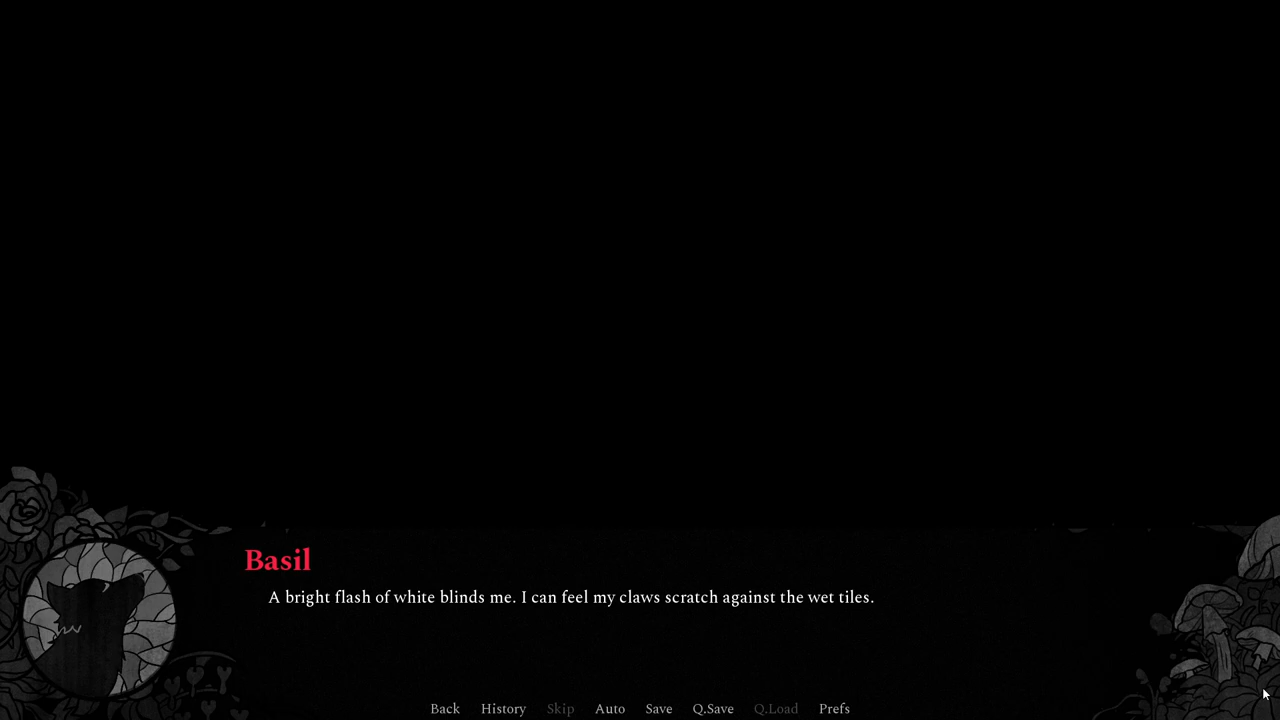 Basil
A bright flash of white blinds me. I can feel my claws scratch against the wet tiles.
Back History Skip Auto Save Q.Save Q.Load Prefs